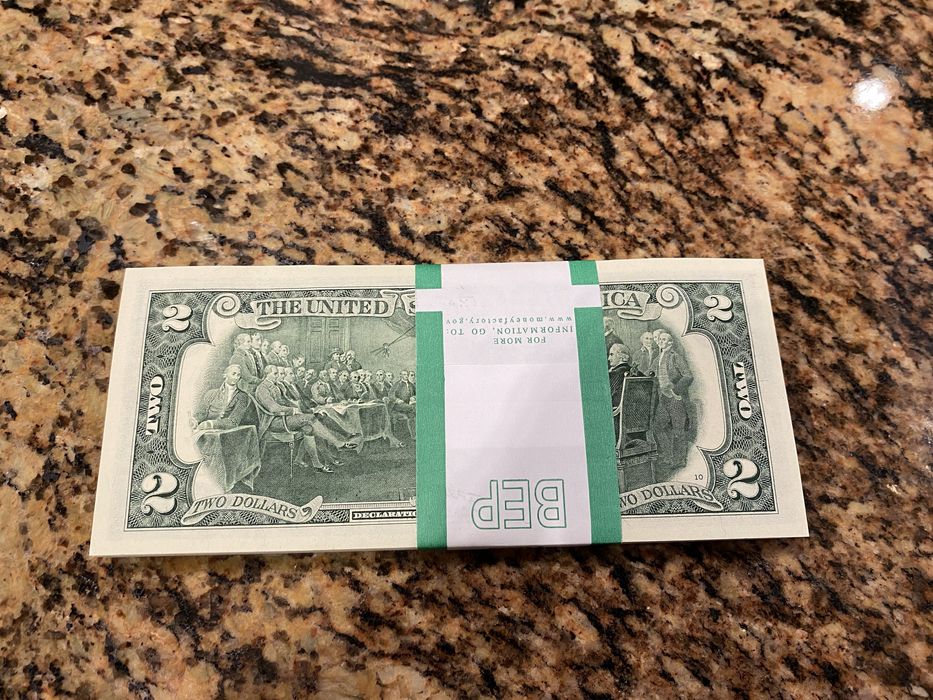 2
THE UNITED S
ICA
2
TWO
TWO
FOR MORE
INFORMATION, GO TO:
www.moneyfactory.gov
2
TWO DOLLARS
DECLARATIO
BEP
10
WO DOLLARS
2